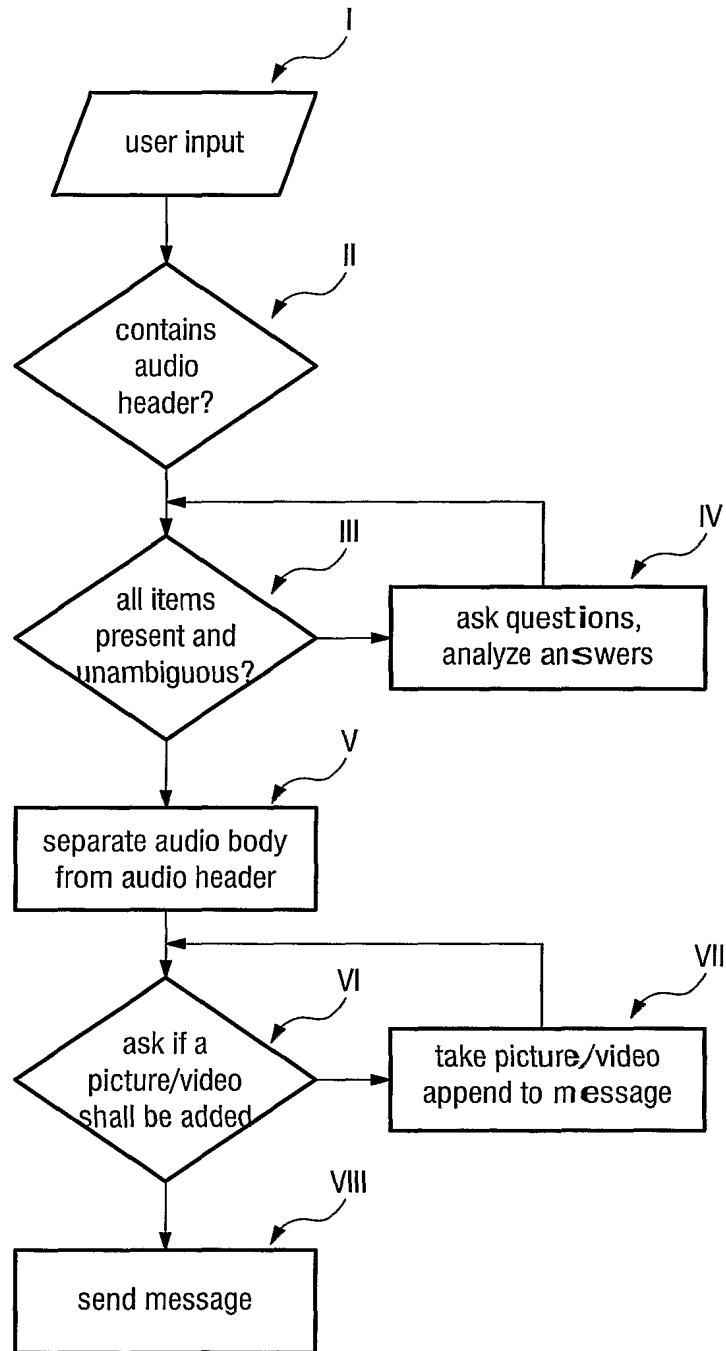 I
user input
II
contains
audio
header?
III
all items
present and
unambiguous?
IV
ask questions,
analyze answers
V
separate audio body
from audio header
VI
ask if a
picture/video
shall be added
VII
take picture/video
append to message
VIII
send message